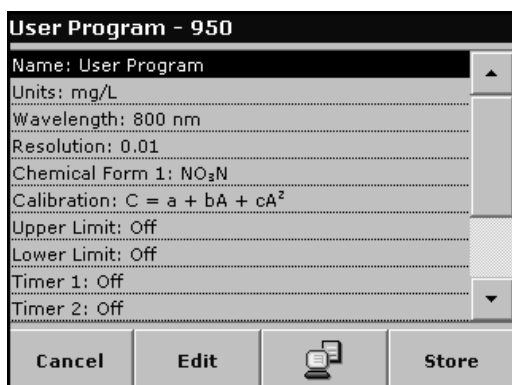 User Program - 950
Name: User Program
Units: mg/L
Wavelength: 800 nm
Resolution: 0.01
Chemical Form 1: NO₃N
Calibration: C = a + bA + cA²
Upper Limit: Off
Lower Limit: Off
Timer 1: Off
Timer 2: Off
Cancel Edit Store